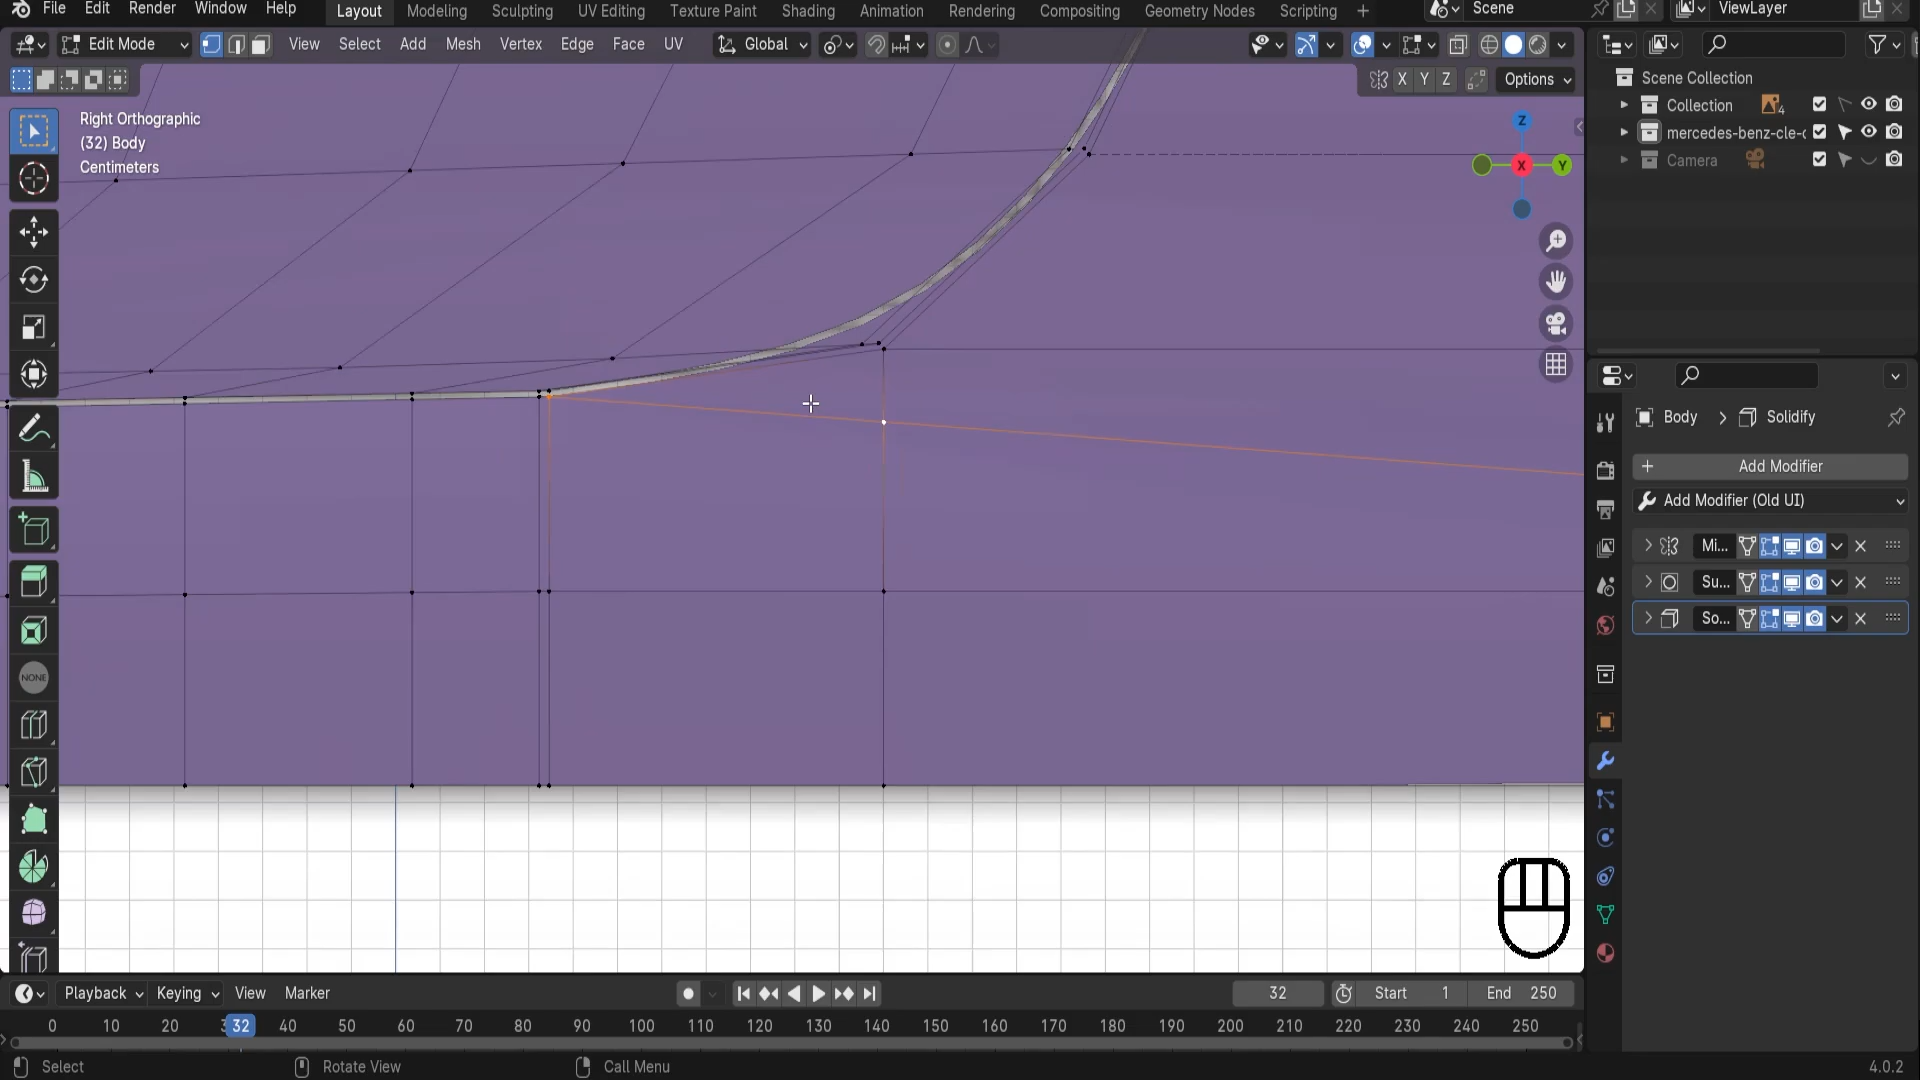 File Edit Render Window Help Layout Modeling Sculpting UV Editing Texture Paint Shading Animation Rendering Compositing Geometry Nodes Scripting + Scene ViewLayer
Edit Mode View Select Add Mesh Vertex Edge Face UV Global
X Y Z Options
Right Orthographic
(32) Body
Centimeters
Z
X Y
NONE
Scene Collection
Collection 4
mercedes-benz-cle-c
Camera
Body > Solidify
+ Add Modifier
Add Modifier (Old UI)
Mi...
Su...
So...
Playback Keying View Marker 32 Start 1 End 250
0 10 20 32 40 50 60 70 80 90 100 110 120 130 140 150 160 170 180 190 200 210 220 230 240 250
Select Rotate View Call Menu 4.0.2